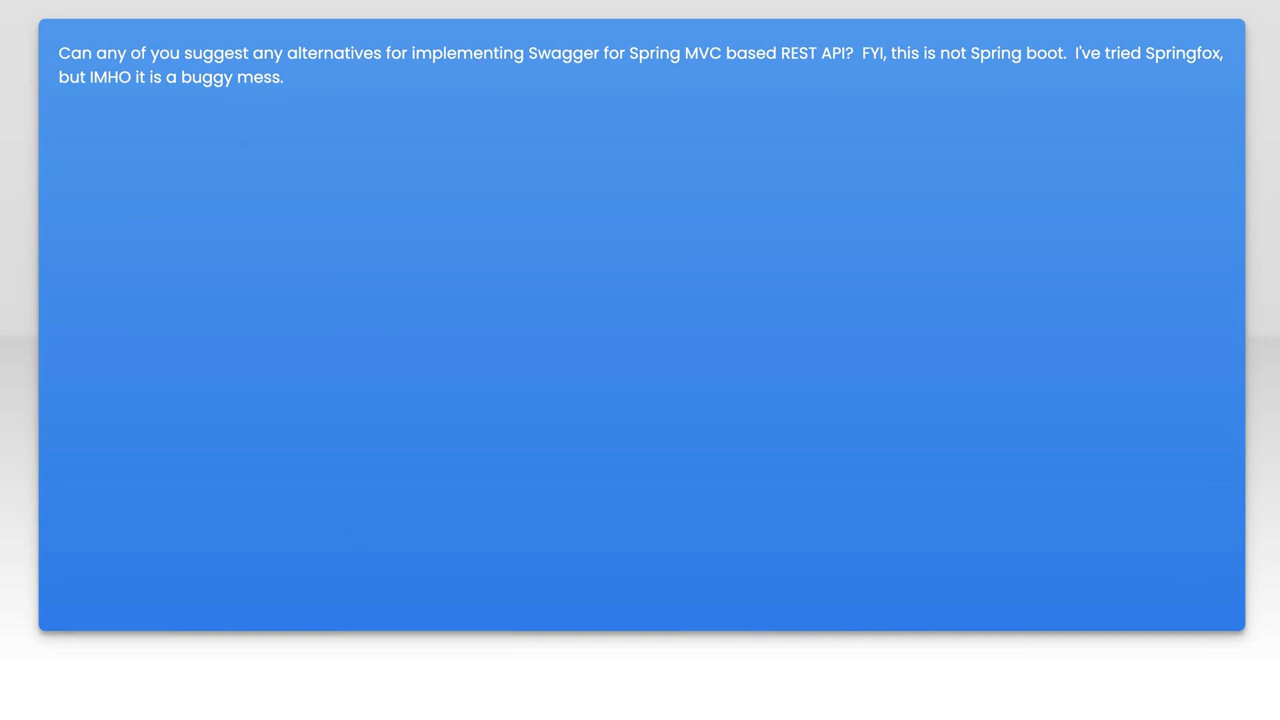 Can any of you suggest any alternatives for implementing Swagger for Spring MVC based REST API?  FYI, this is not Spring boot.  I've tried Springfox,
but IMHO it is a buggy mess.